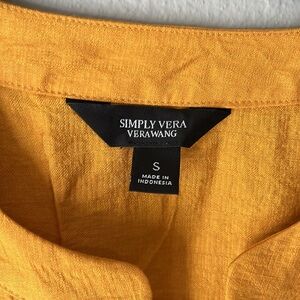 SIMPLY VERA
VERAWANG
S
MADE IN
INDONESIA